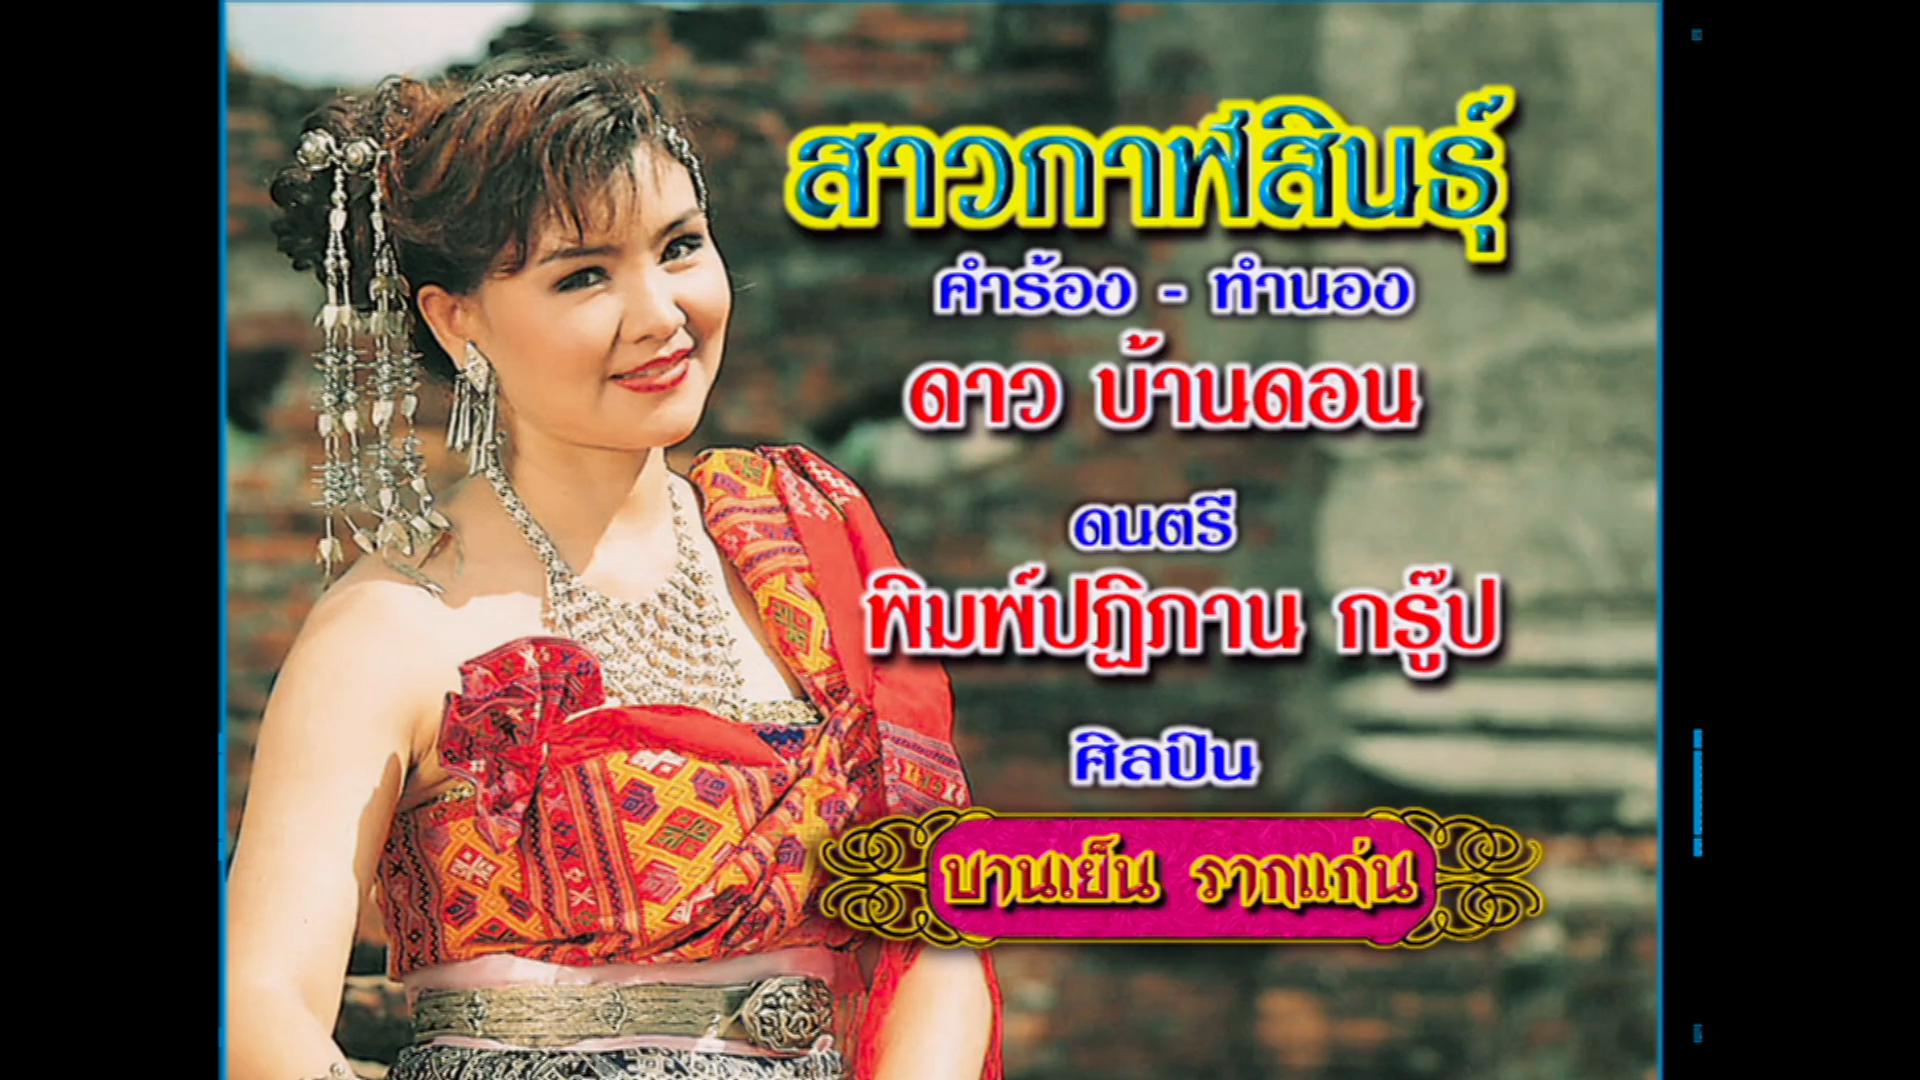 สาวกาฬสินธุ์
คำร้อง - ทำนอง
ดาว บ้านดอน
ดนตรี
พิมพ์ปฏิภาน กรุ๊ป
ศิลปิน
บานเย็น รากแก่น